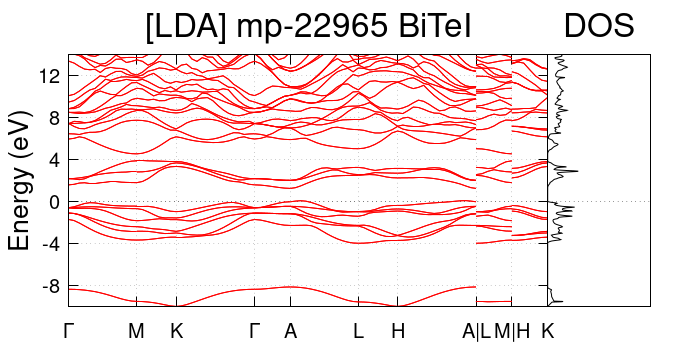 [LDA] mp-22965 BiTeI DOS
Energy (eV)
12
8
4
0
-4
-8
Γ M K Γ A L H A|L M|H K